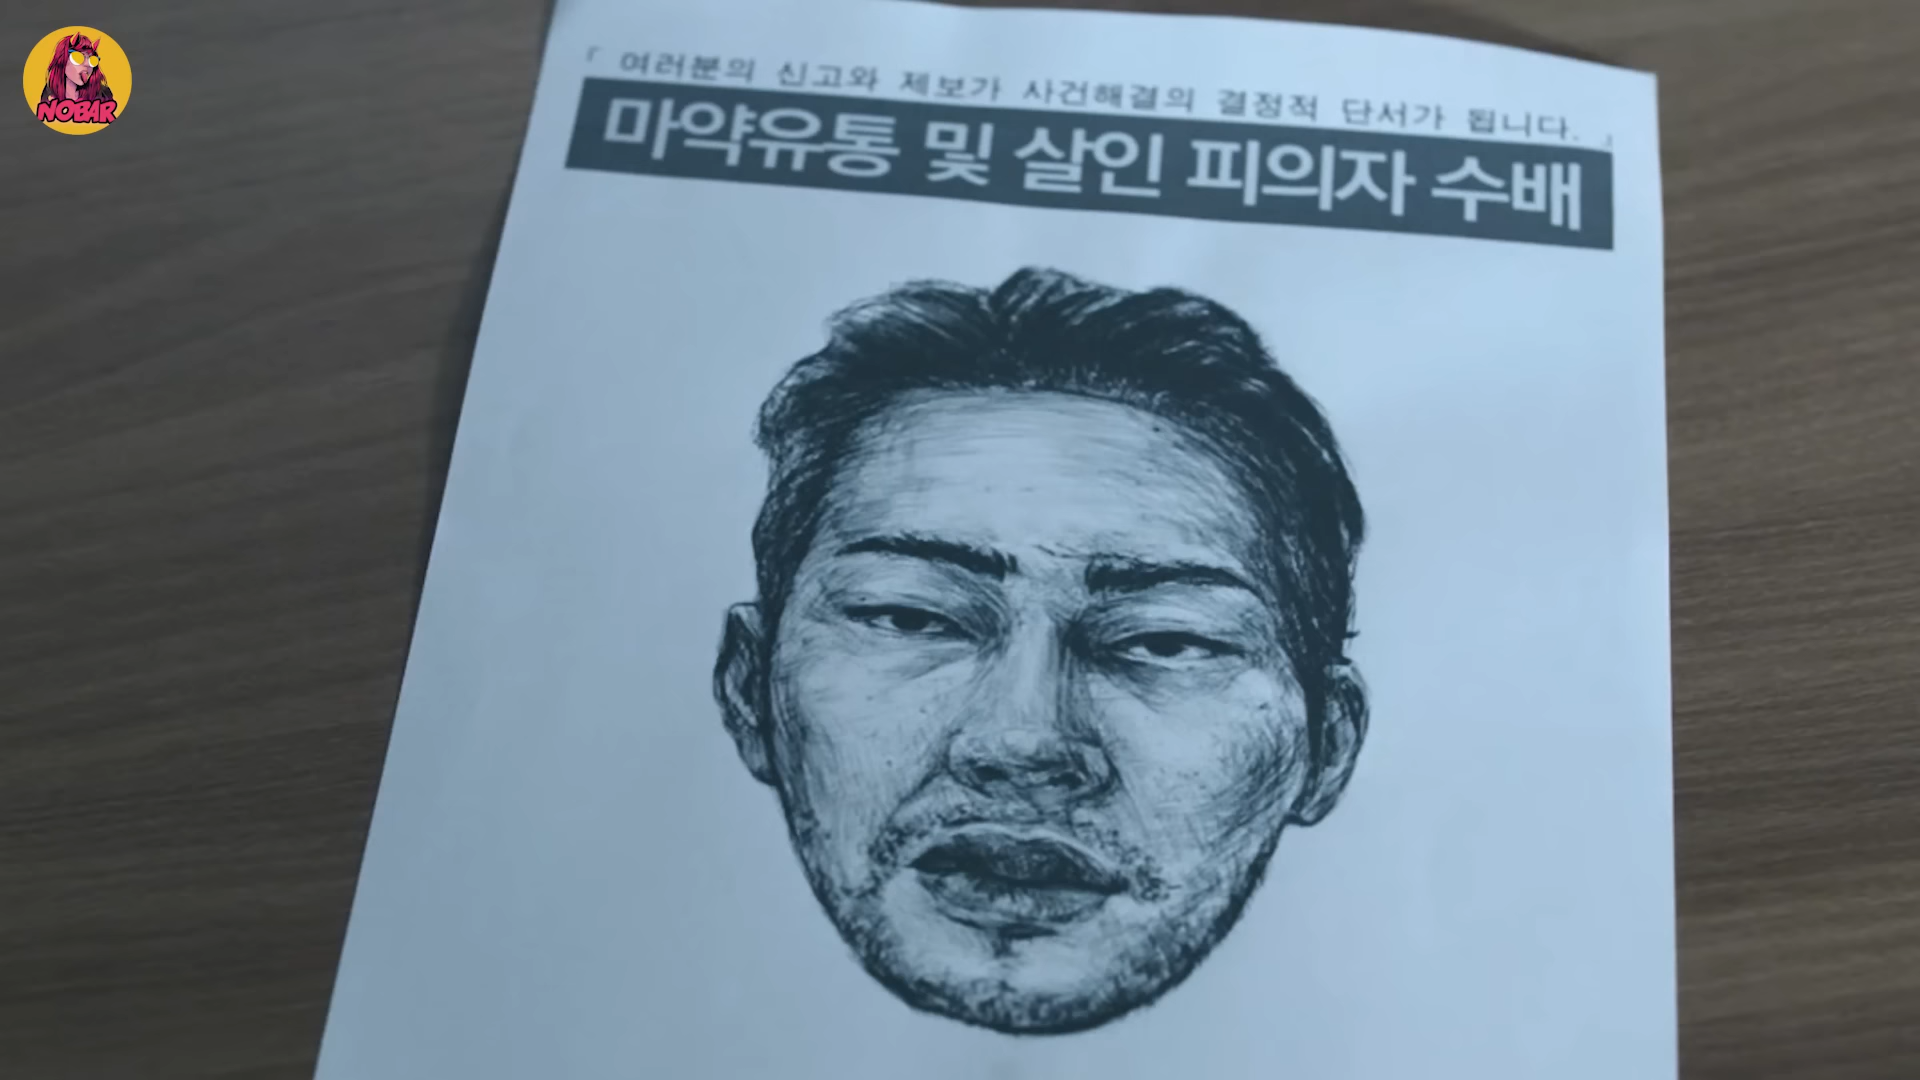 NOBAR
「 여러분의 신고와 제보가 사건해결의 결정적 단서가 됩니다. 」
마약유통 및 살인 피의자 수배